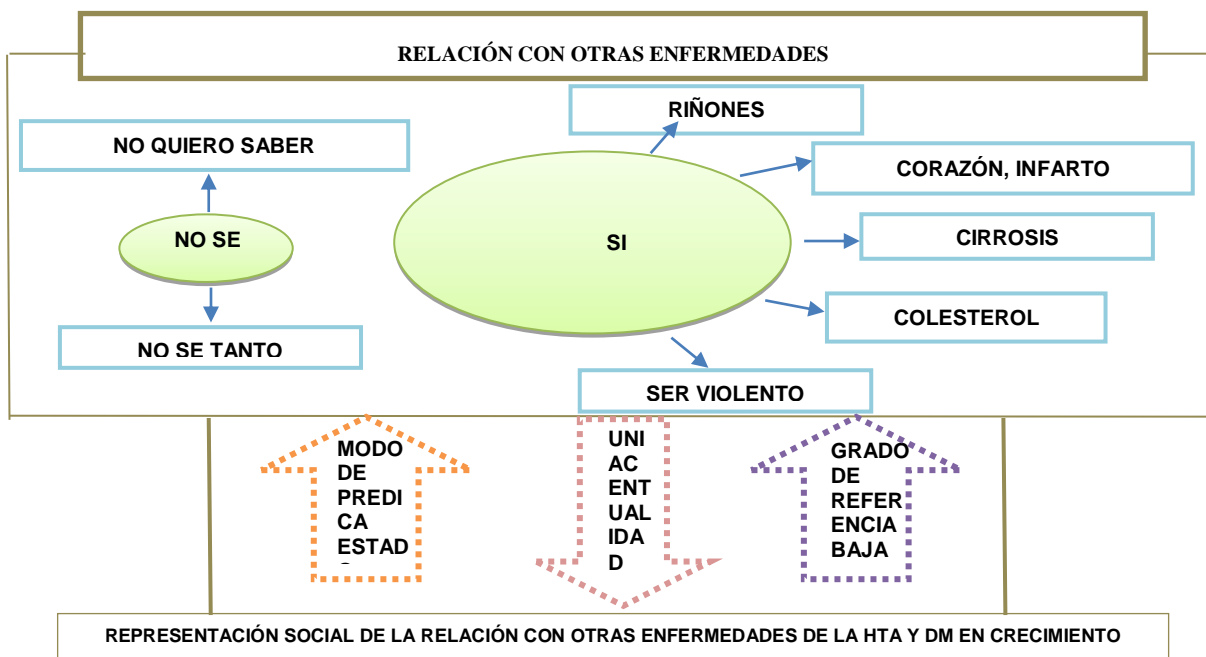 RELACIÓN CON OTRAS ENFERMEDADES
RIÑONES
NO QUIERO SABER
CORAZÓN, INFARTO
NO SE
SI
CIRROSIS
COLESTEROL
NO SE TANTO
SER VIOLENTO
MODO
DE
PREDI
CA
ESTAD
UNI
AC
ENT
UAL
IDA
D
GRADO
DE
REFER
ENCIA
BAJA
REPRESENTACIÓN SOCIAL DE LA RELACIÓN CON OTRAS ENFERMEDADES DE LA HTA Y DM EN CRECIMIENTO